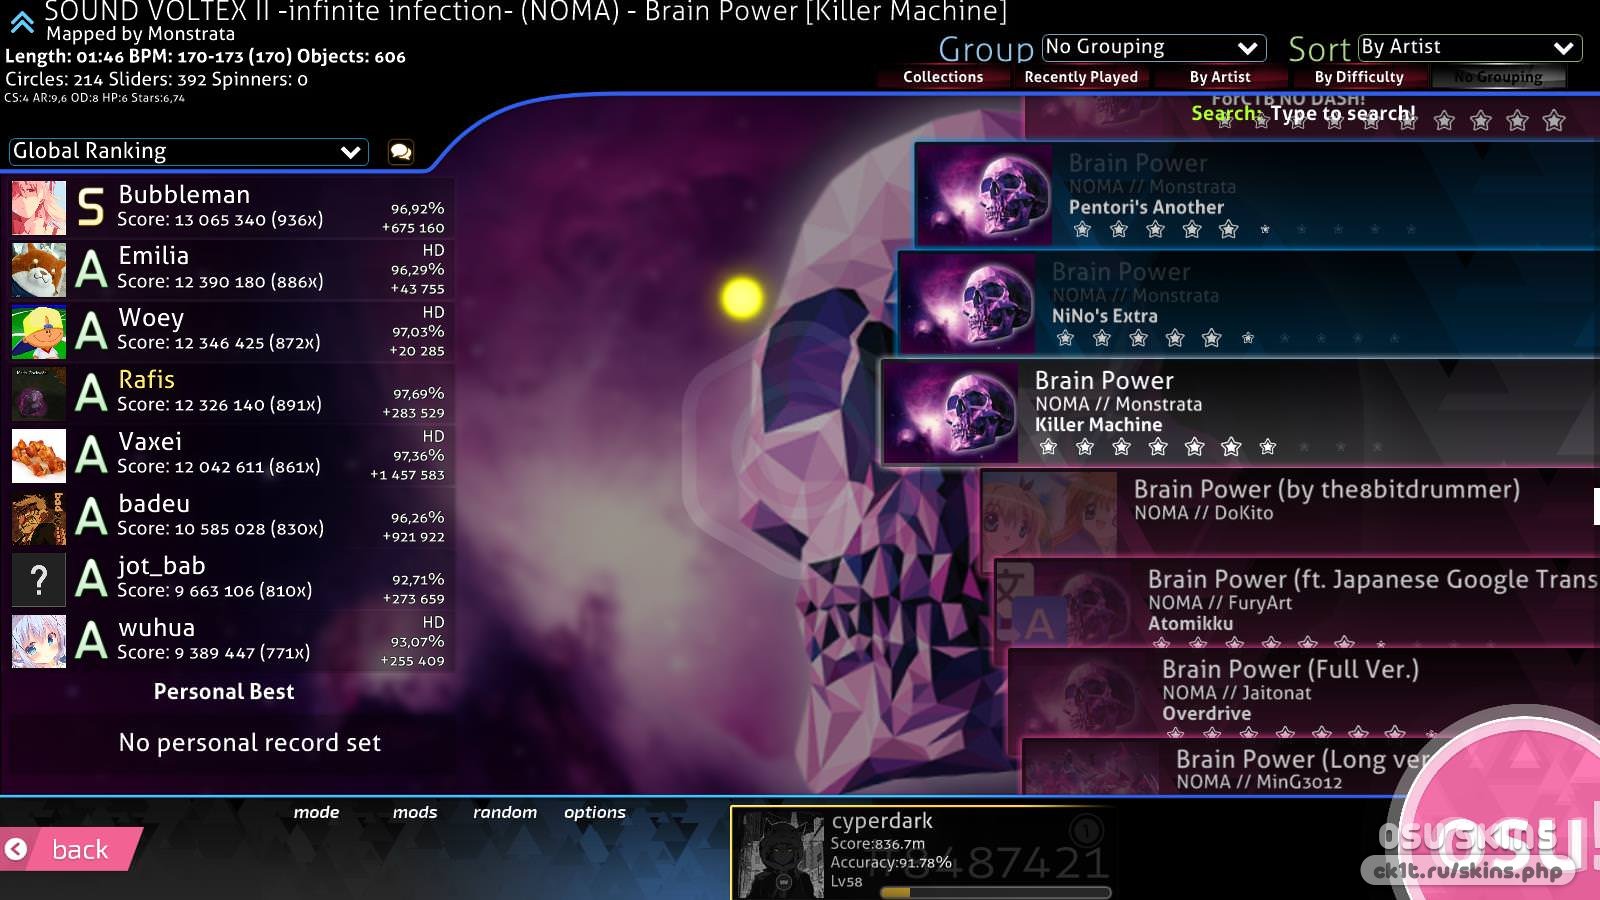 SOUND VOLTEX II -infinite infection- (NOMA) - Brain Power [Killer Machine]
Mapped by Monstrata
Length: 01:46 BPM: 170-173 (170) Objects: 606
Circles: 214 Sliders: 392 Spinners: 0
CS:4 AR:9,6 OD:8 HP:6 Stars:6,74
Group No Grouping
Sort By Artist
Collections Recently Played By Artist By Difficulty No Grouping
ForCTB NO DASH!
Search: Type to search!
Global Ranking
S Bubbleman
Score: 13 065 340 (936x)
96,92%
+675 160
A Emilia
Score: 12 390 180 (886x)
HD
96,29%
+43 755
A Woey
Score: 12 346 425 (872x)
HD
97,03%
+20 285
A Rafis
Score: 12 326 140 (891x)
97,69%
+283 529
A Vaxei
Score: 12 042 611 (861x)
HD
97,36%
+1 457 583
A badeu
Score: 10 585 028 (830x)
96,26%
+921 922
? A jot_bab
Score: 9 663 106 (810x)
92,71%
+273 659
A wuhua
Score: 9 389 447 (771x)
HD
93,07%
+255 409
Personal Best
No personal record set
Brain Power
NOMA // Monstrata
Pentori's Another
Brain Power
NOMA // Monstrata
NiNo's Extra
Brain Power
NOMA // Monstrata
Killer Machine
Brain Power (by the8bitdrummer)
NOMA // DoKito
Brain Power (ft. Japanese Google Trans
NOMA // FuryArt
Atomikku
Brain Power (Full Ver.)
NOMA // Jaitonat
Overdrive
Brain Power (Long ver
NOMA // MinG3012
back
mode mods random options
cyperdark
Score:836.7m
Accuracy:91.78%
Lv58
#8487421
osu!
OSU SKINS
ck1t.ru/skins.php